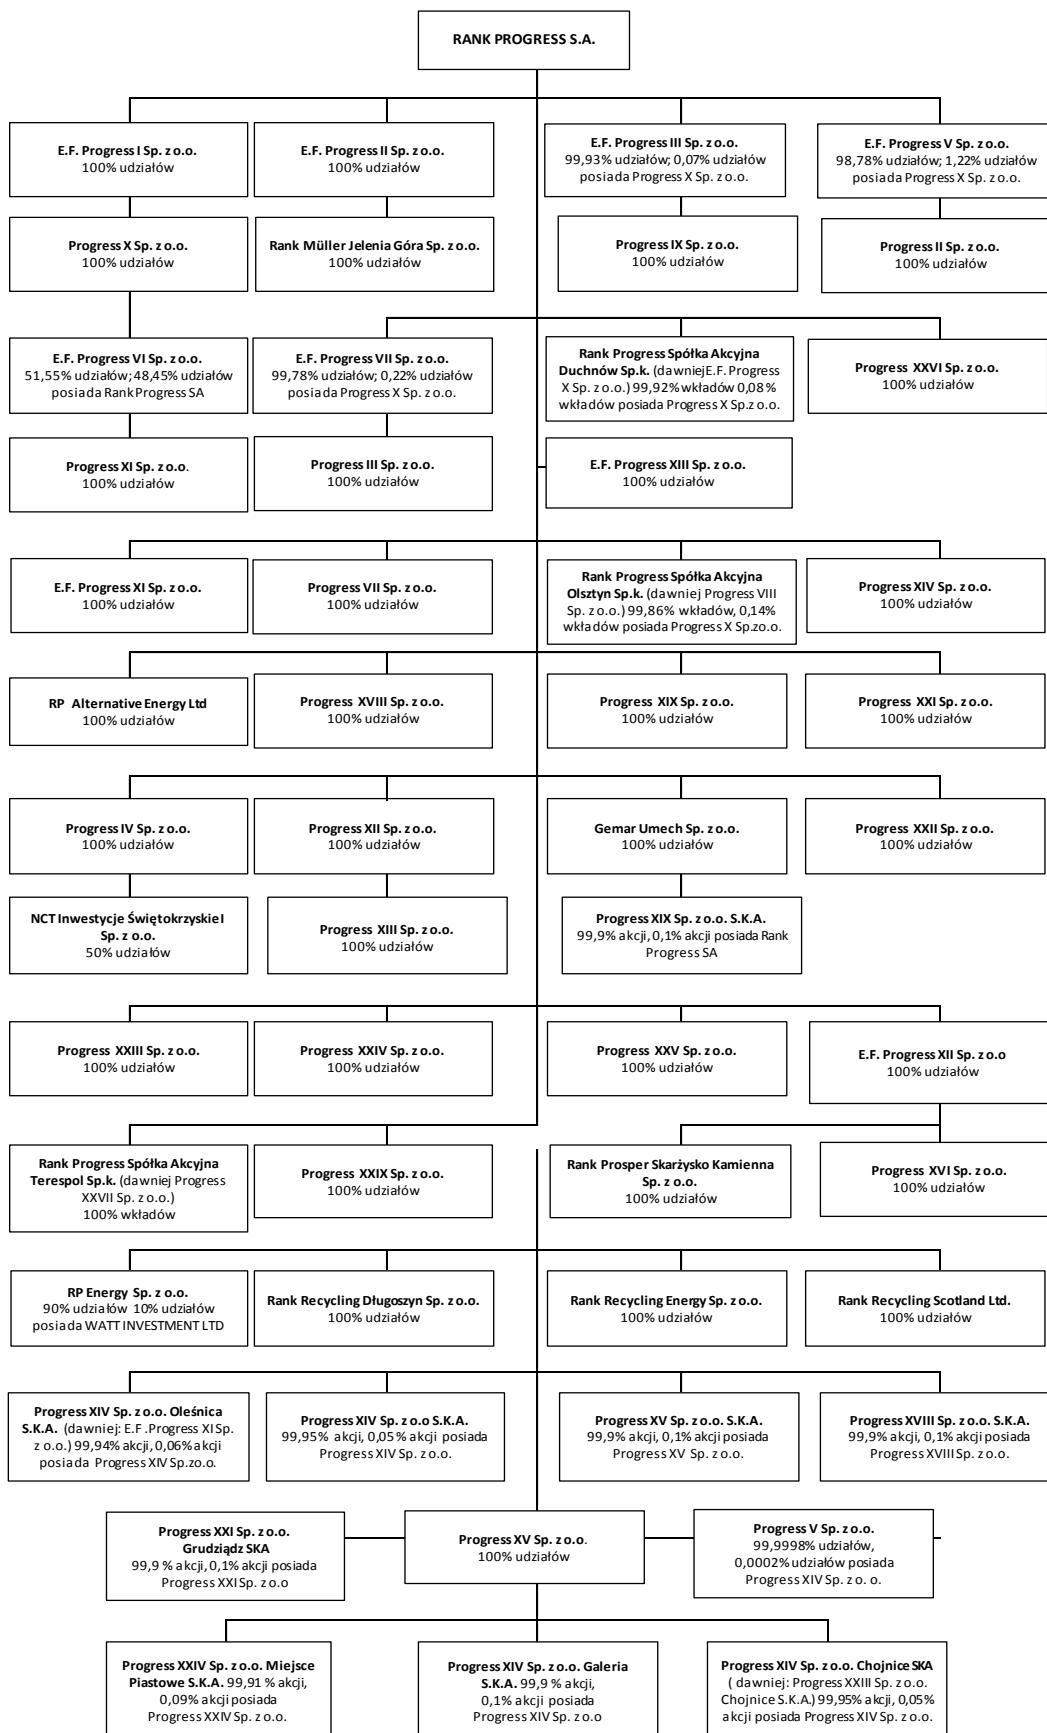 RANK PROGRESS S.A.
E.F. Progress I Sp. z o.o.
100% udziałów
E.F. Progress II Sp. z o.o.
100% udziałów
E.F. Progress III Sp. z o.o.
99,93% udziałów; 0,07% udziałów
posiada Progress X Sp. z o.o.
E.F. Progress V Sp. z o.o.
98,78% udziałów; 1,22% udziałów
posiada Progress X Sp. z o.o.
Progress X Sp. z o.o.
100% udziałów
Rank Müller Jelenia Góra Sp. z o.o.
100% udziałów
Progress IX Sp. z o.o.
100% udziałów
Progress II Sp. z o.o.
100% udziałów
E.F. Progress VI Sp. z o.o.
51,55% udziałów; 48,45% udziałów
posiada Rank Progress SA
E.F. Progress VII Sp. z o.o.
99,78% udziałów; 0,22% udziałów
posiada Progress X Sp. z o.o.
Rank Progress Spółka Akcyjna
Duchnów Sp.k. (dawniej E.F. Progress
X Sp. z o.o.) 99,92% wkładów 0,08%
wkładów posiada Progress X Sp.z o.o.
Progress XXVI Sp. z o.o.
100% udziałów
Progress XI Sp. z o.o.
100% udziałów
Progress III Sp. z o.o.
100% udziałów
E.F. Progress XIII Sp. z o.o.
100% udziałów
E.F. Progress XI Sp. z o.o.
100% udziałów
Progress VII Sp. z o.o.
100% udziałów
Rank Progress Spółka Akcyjna
Olsztyn Sp.k. (dawniej Progress VIII
Sp. z o.o.) 99,86% wkładów, 0,14%
wkładów posiada Progress X Sp.zo.o.
Progress XIV Sp. z o.o.
100% udziałów
RP Alternative Energy Ltd
100% udziałów
Progress XVIII Sp. z o.o.
100% udziałów
Progress XIX Sp. z o.o.
100% udziałów
Progress XXI Sp. z o.o.
100% udziałów
Progress IV Sp. z o.o.
100% udziałów
Progress XII Sp. z o.o.
100% udziałów
Gemar Umech Sp. z o.o.
100% udziałów
Progress XXII Sp. z o.o.
100% udziałów
NCT Inwestycje Świętokrzyskie I
Sp. z o.o.
50% udziałów
Progress XIII Sp. z o.o.
100% udziałów
Progress XIX Sp. z o.o. S.K.A.
99,9% akcji, 0,1% akcji posiada Rank
Progress SA
Progress XXIII Sp. z o.o.
100% udziałów
Progress XXIV Sp. z o.o.
100% udziałów
Progress XXV Sp. z o.o.
100% udziałów
E.F. Progress XII Sp. z o.o
100% udziałów
Rank Progress Spółka Akcyjna
Terespol Sp.k. (dawniej Progress
XXVII Sp. z o.o.)
100% wkładów
Progress XXIX Sp. z o.o.
100% udziałów
Rank Prosper Skarżysko Kamienna
Sp. z o.o.
100% udziałów
Progress XVI Sp. z o.o.
100% udziałów
RP Energy Sp. z o.o.
90% udziałów 10% udziałów
posiada WATT INVESTMENT LTD
Rank Recycling Długoszyn Sp. z o.o.
100% udziałów
Rank Recycling Energy Sp. z o.o.
100% udziałów
Rank Recycling Scotland Ltd.
100% udziałów
Progress XIV Sp. z o.o. Oleśnica
S.K.A. (dawniej: E.F .Progress XI Sp.
z o.o.) 99,94% akcji, 0,06% akcji
posiada Progress XIV Sp.zo.o.
Progress XIV Sp. z o.o S.K.A.
99,95% akcji, 0,05% akcji posiada
Progress XIV Sp. z o.o.
Progress XV Sp. z o.o. S.K.A.
99,9% akcji, 0,1% akcji posiada
Progress XV Sp. z o.o.
Progress XVIII Sp. z o.o. S.K.A.
99,9% akcji, 0,1% akcji posiada
Progress XVIII Sp. z o.o.
Progress XXI Sp. z o.o.
Grudziądz SKA
99,9 % akcji, 0,1% akcji posiada
Progress XXI Sp. z o.o
Progress XV Sp. z o.o.
100% udziałów
Progress V Sp. z o.o.
99,9998% udziałów,
0,0002% udziałów posiada
Progress XIV Sp. z o. o.
Progress XXIV Sp. z o.o. Miejsce
Piastowe S.K.A. 99,91 % akcji,
0,09% akcji posiada
Progress XXIV Sp. z o.o.
Progress XIV Sp. z o.o. Galeria
S.K.A. 99,9 % akcji,
0,1% akcji posiada
Progress XIV Sp. z o.o
Progress XIV Sp. z o.o. Chojnice SKA
( dawniej: Progress XXIII Sp. z o.o.
Chojnice S.K.A.) 99,95% akcji, 0,05%
akcji posiada Progress XIV Sp. z o.o.